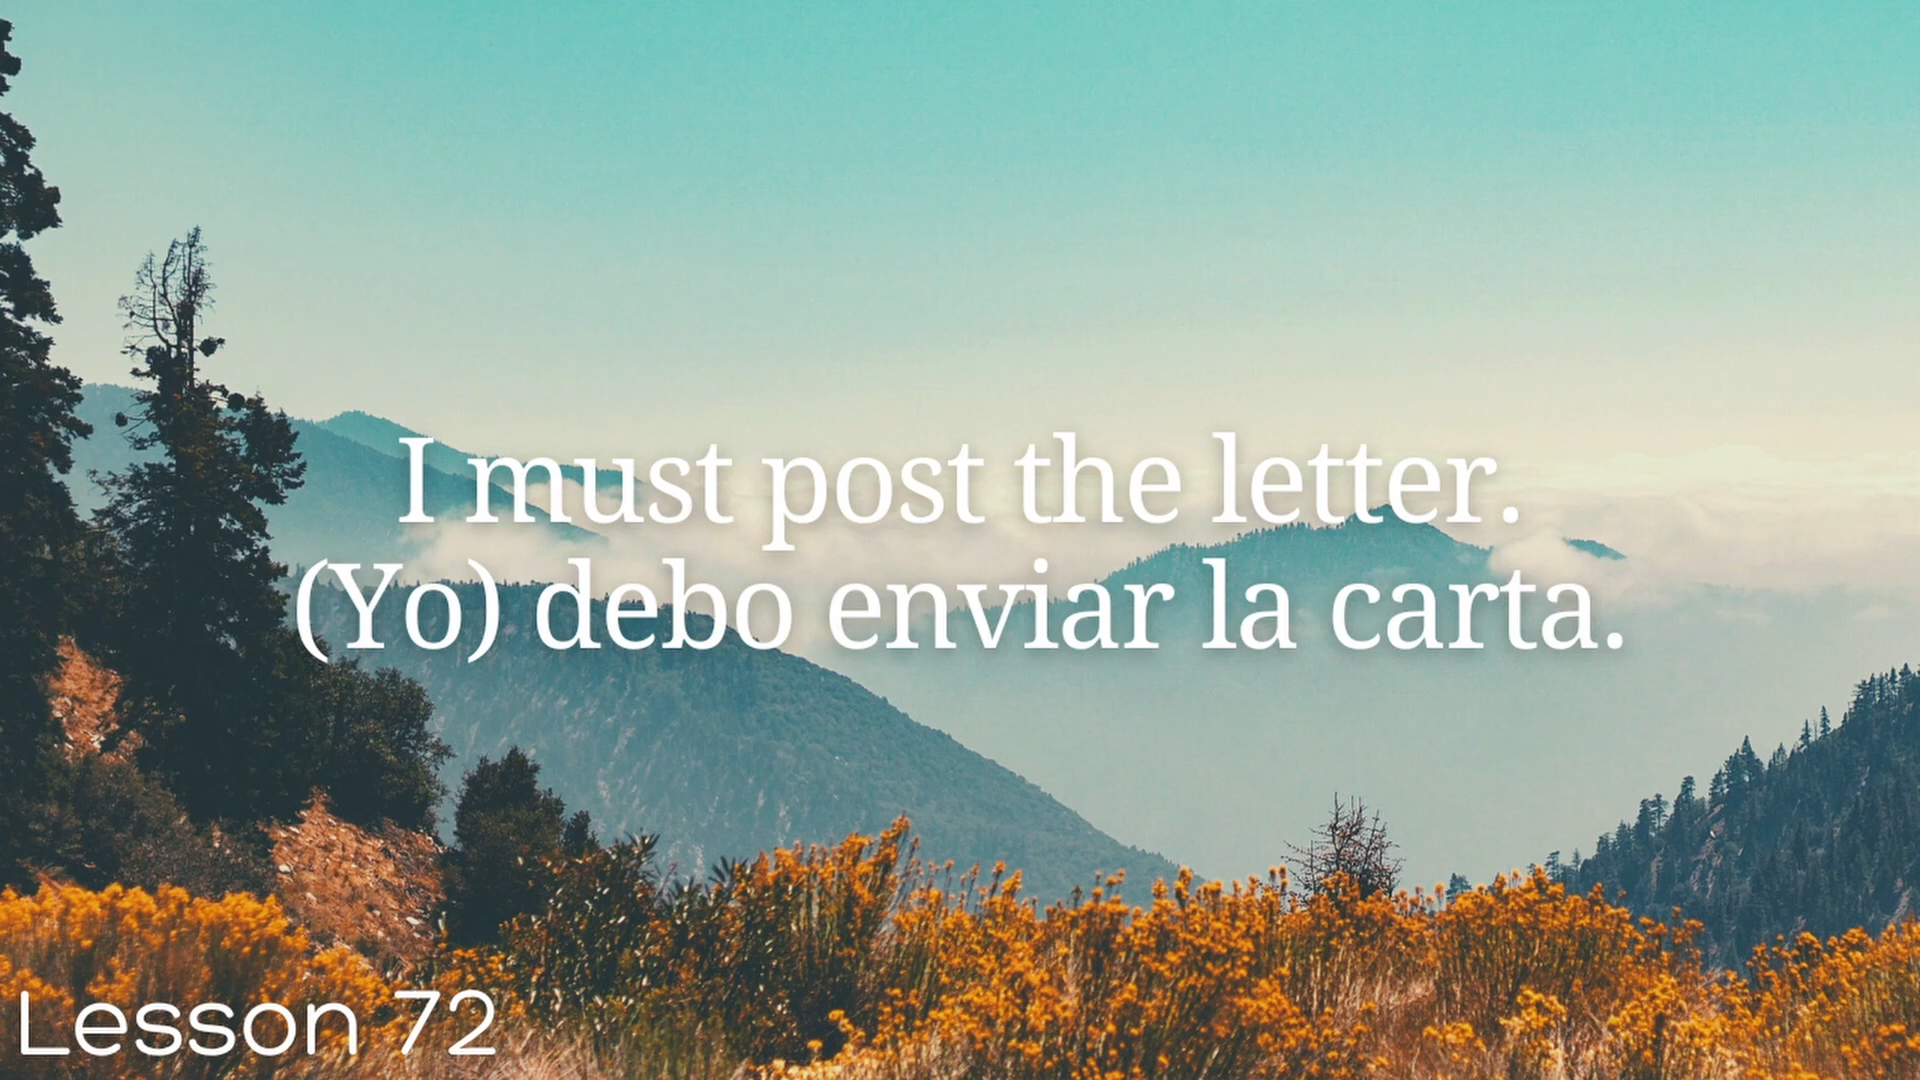 I must post the letter.
(Yo) debo enviar la carta.
Lesson 72